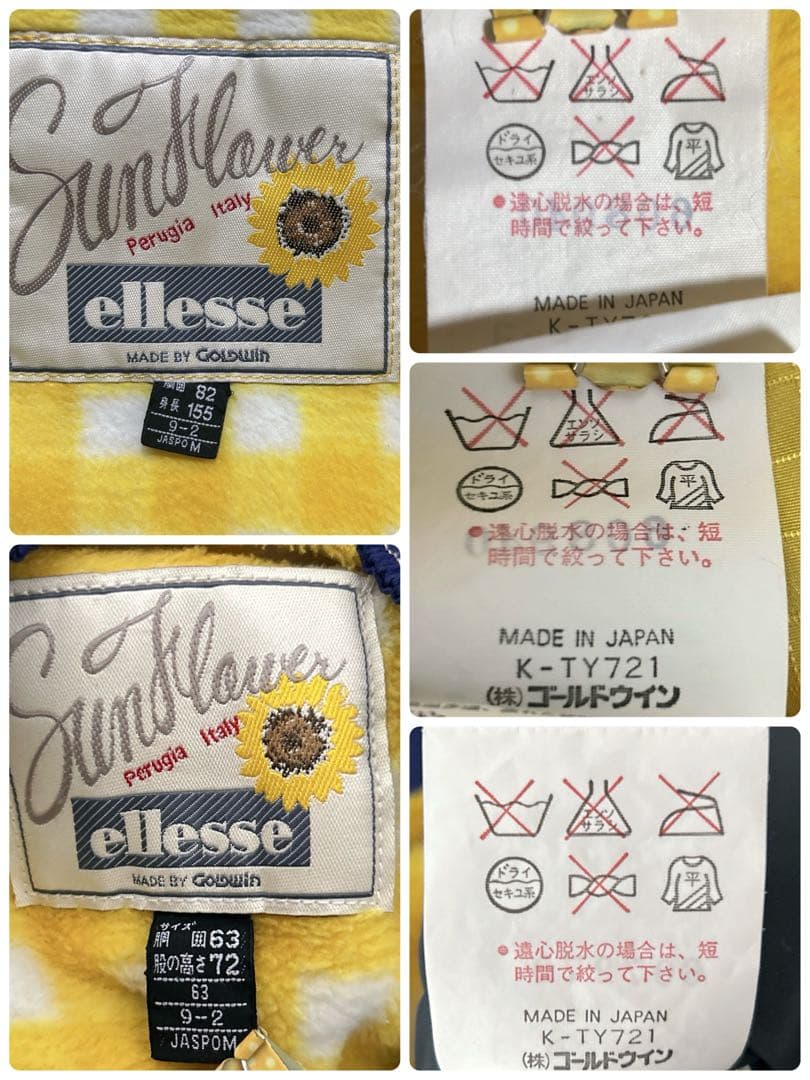 SunFlower
Perugia Italy
ellesse
MADE BY GOLDWIN
胴囲 82
身長 155
9-2
JASPO M
SunFlower
Perugia Italy
ellesse
MADE BY GOLDWIN
サイズ
胴囲 63
股の高さ 72
63
9-2
JASPO M
エンソ
サラシ
ドライ
セキユ系
平
●遠心脱水の場合は、短
時間で絞って下さい。
MADE IN JAPAN
エンソ
サラシ
ドライ
セキユ系
平
●遠心脱水の場合は、短
時間で絞って下さい。
MADE IN JAPAN
K-TY721
(株)ゴールドウイン
エンソ
サラシ
ドライ
セキユ系
平
●遠心脱水の場合は、短
時間で絞って下さい。
MADE IN JAPAN
K-TY721
(株)ゴールドウイン